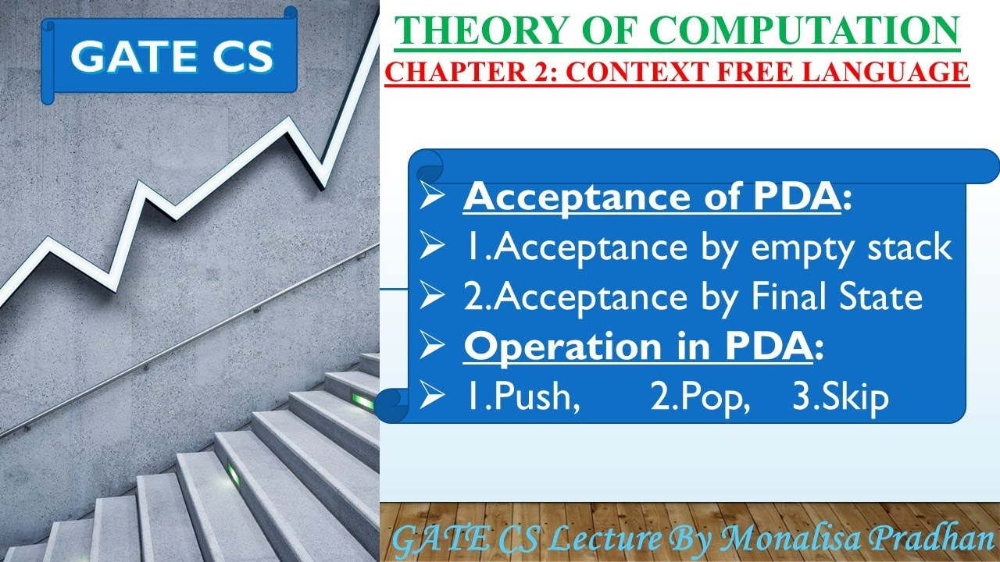 GATE CS
THEORY OF COMPUTATION
CHAPTER 2: CONTEXT FREE LANGUAGE
➢ Acceptance of PDA:
➢ 1.Acceptance by empty stack
➢ 2.Acceptance by Final State
➢ Operation in PDA:
➢ 1.Push, 2.Pop, 3.Skip
GATE CS Lecture By Monalisa Pradhan